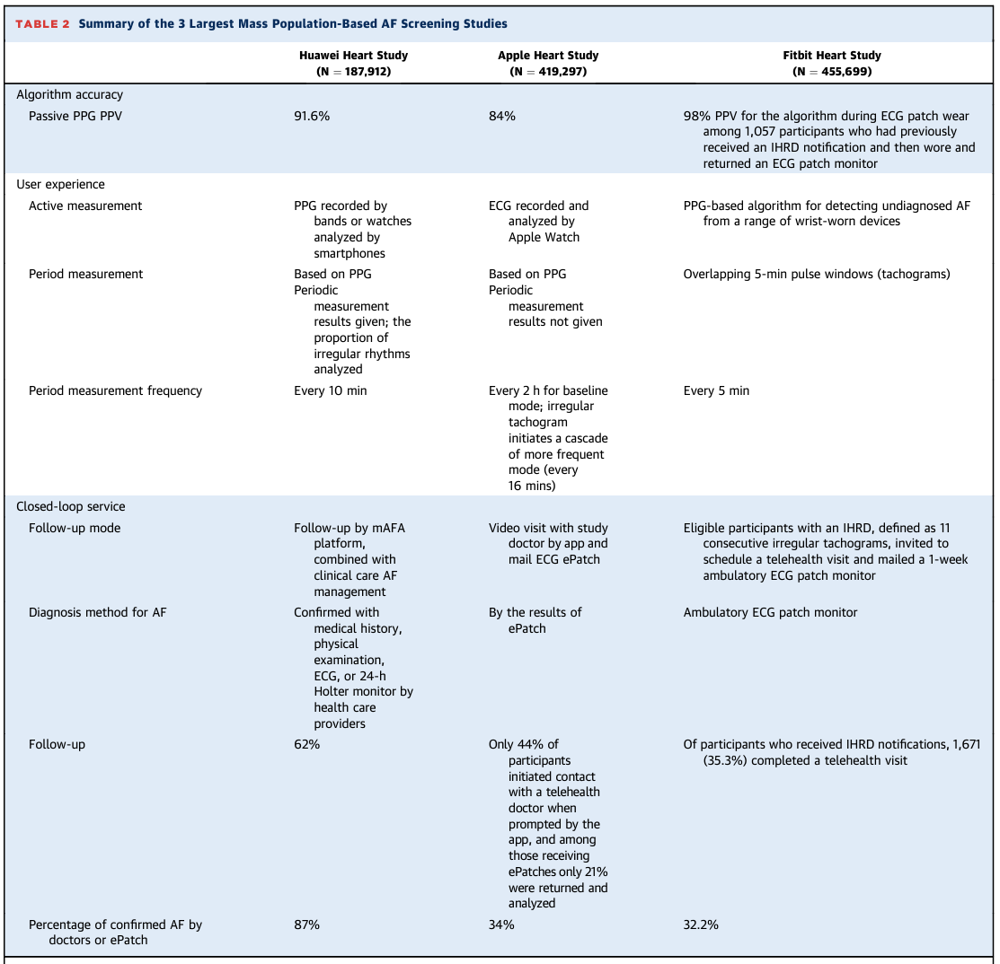 TABLE 2 Summary of the 3 Largest Mass Population-Based AF Screening Studies
Huawei Heart Study
(N = 187,912)
Apple Heart Study
(N = 419,297)
Fitbit Heart Study
(N = 455,699)
Algorithm accuracy
Passive PPG PPV
91.6%
84%
98% PPV for the algorithm during ECG patch wear
among 1,057 participants who had previously
received an IHRD notification and then wore and
returned an ECG patch monitor
User experience
Active measurement
PPG recorded by
bands or watches
analyzed by
smartphones
ECG recorded and
analyzed by
Apple Watch
PPG-based algorithm for detecting undiagnosed AF
from a range of wrist-worn devices
Period measurement
Based on PPG
Periodic
measurement
results given; the
proportion of
irregular rhythms
analyzed
Based on PPG
Periodic
measurement
results not given
Overlapping 5-min pulse windows (tachograms)
Period measurement frequency
Every 10 min
Every 2 h for baseline
mode; irregular
tachogram
initiates a cascade
of more frequent
mode (every
16 mins)
Every 5 min
Closed-loop service
Follow-up mode
Follow-up by mAFA
platform,
combined with
clinical care AF
management
Video visit with study
doctor by app and
mail ECG ePatch
Eligible participants with an IHRD, defined as 11
consecutive irregular tachograms, invited to
schedule a telehealth visit and mailed a 1-week
ambulatory ECG patch monitor
Diagnosis method for AF
Confirmed with
medical history,
physical
examination,
ECG, or 24-h
Holter monitor by
health care
providers
By the results of
ePatch
Ambulatory ECG patch monitor
Follow-up
62%
Only 44% of
participants
initiated contact
with a telehealth
doctor when
prompted by the
app, and among
those receiving
ePatches only 21%
were returned and
analyzed
Of participants who received IHRD notifications, 1,671
(35.3%) completed a telehealth visit
Percentage of confirmed AF by
doctors or ePatch
87%
34%
32.2%